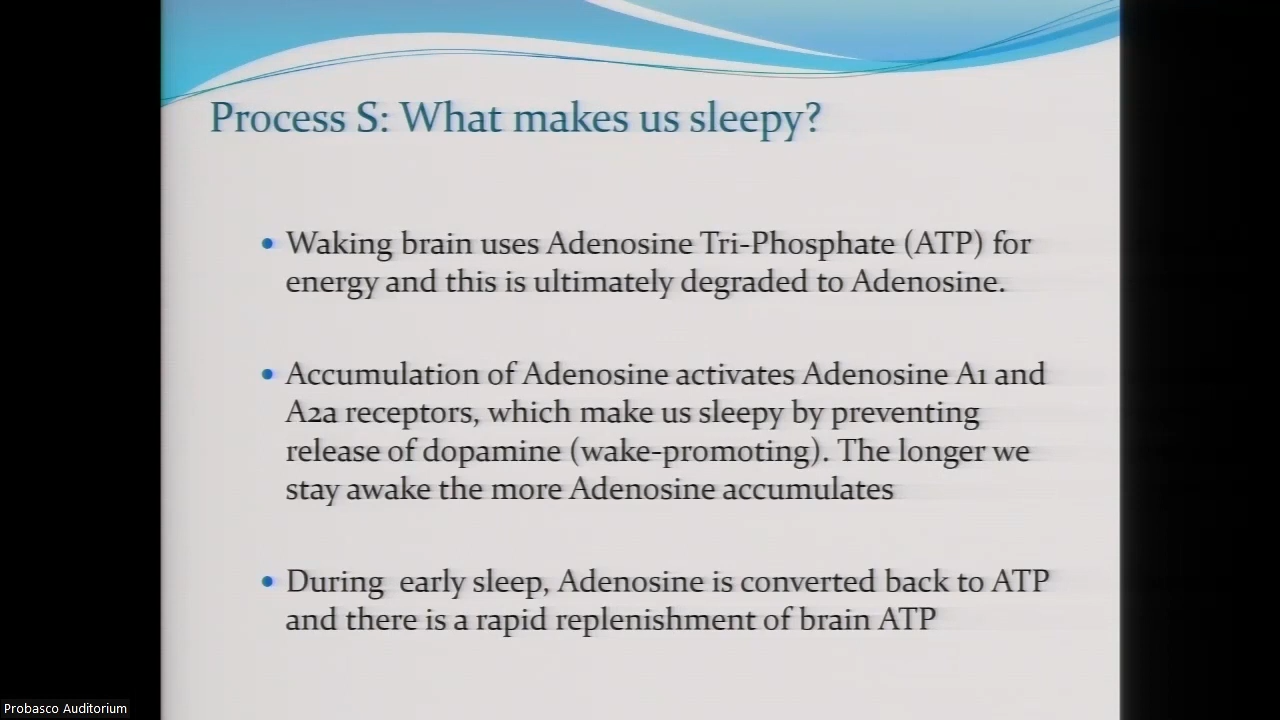 Process S: What makes us sleepy?
• Waking brain uses Adenosine Tri-Phosphate (ATP) for
energy and this is ultimately degraded to Adenosine.
• Accumulation of Adenosine activates Adenosine A1 and
A2a receptors, which make us sleepy by preventing
release of dopamine (wake-promoting). The longer we
stay awake the more Adenosine accumulates
• During  early sleep, Adenosine is converted back to ATP
and there is a rapid replenishment of brain ATP
Probasco Auditorium